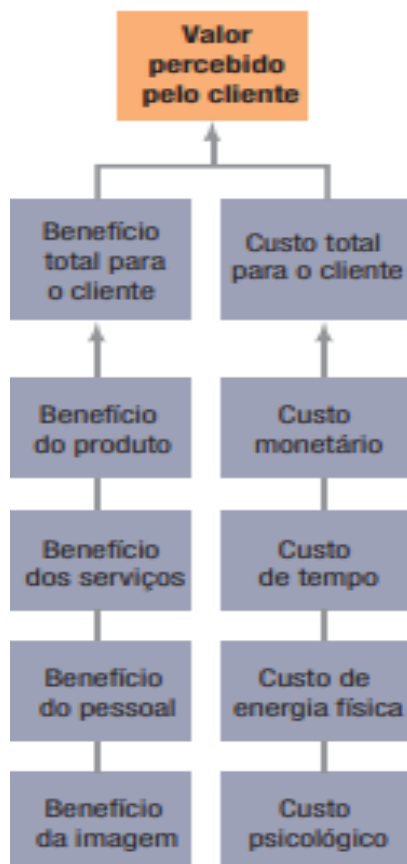 Valor
percebido
pelo cliente
Benefício
total para
o cliente
Custo total
para o cliente
Benefício
do produto
Custo
monetário
Benefício
dos serviços
Custo
de tempo
Benefício
do pessoal
Custo de
energia física
Benefício
da imagem
Custo
psicológico